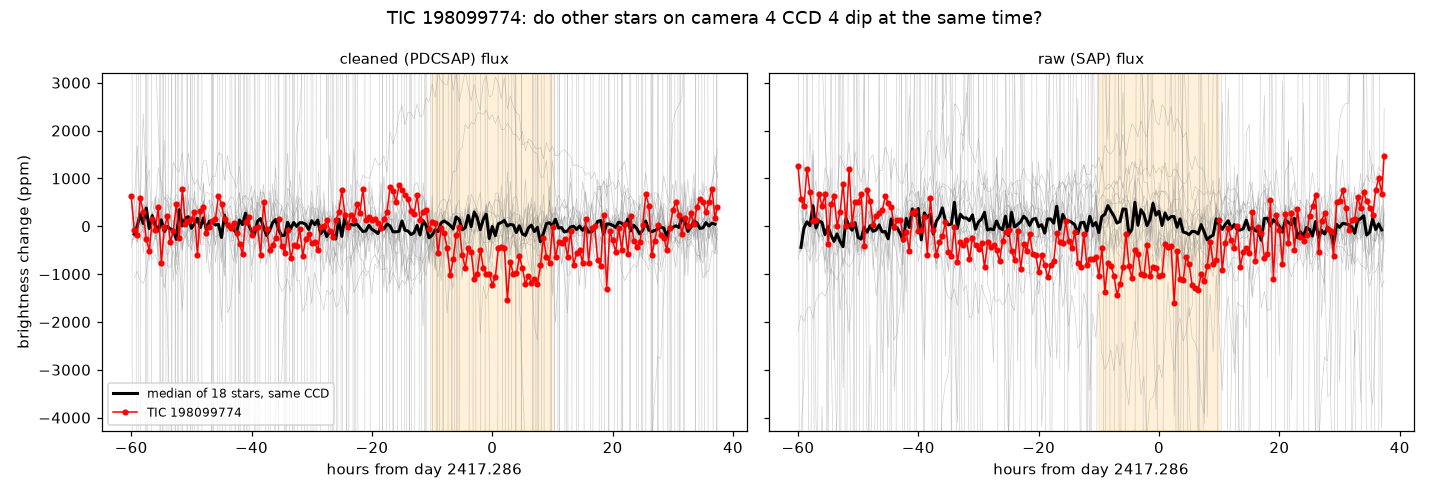 TIC 198099774: do other stars on camera 4 CCD 4 dip at the same time?
cleaned (PDCSAP) flux
raw (SAP) flux
brightness change (ppm)
3000
2000
1000
0
−1000
−2000
−3000
−4000
median of 18 stars, same CCD
TIC 198099774
−60 −40 −20 0 20 40
−60 −40 −20 0 20 40
hours from day 2417.286
hours from day 2417.286